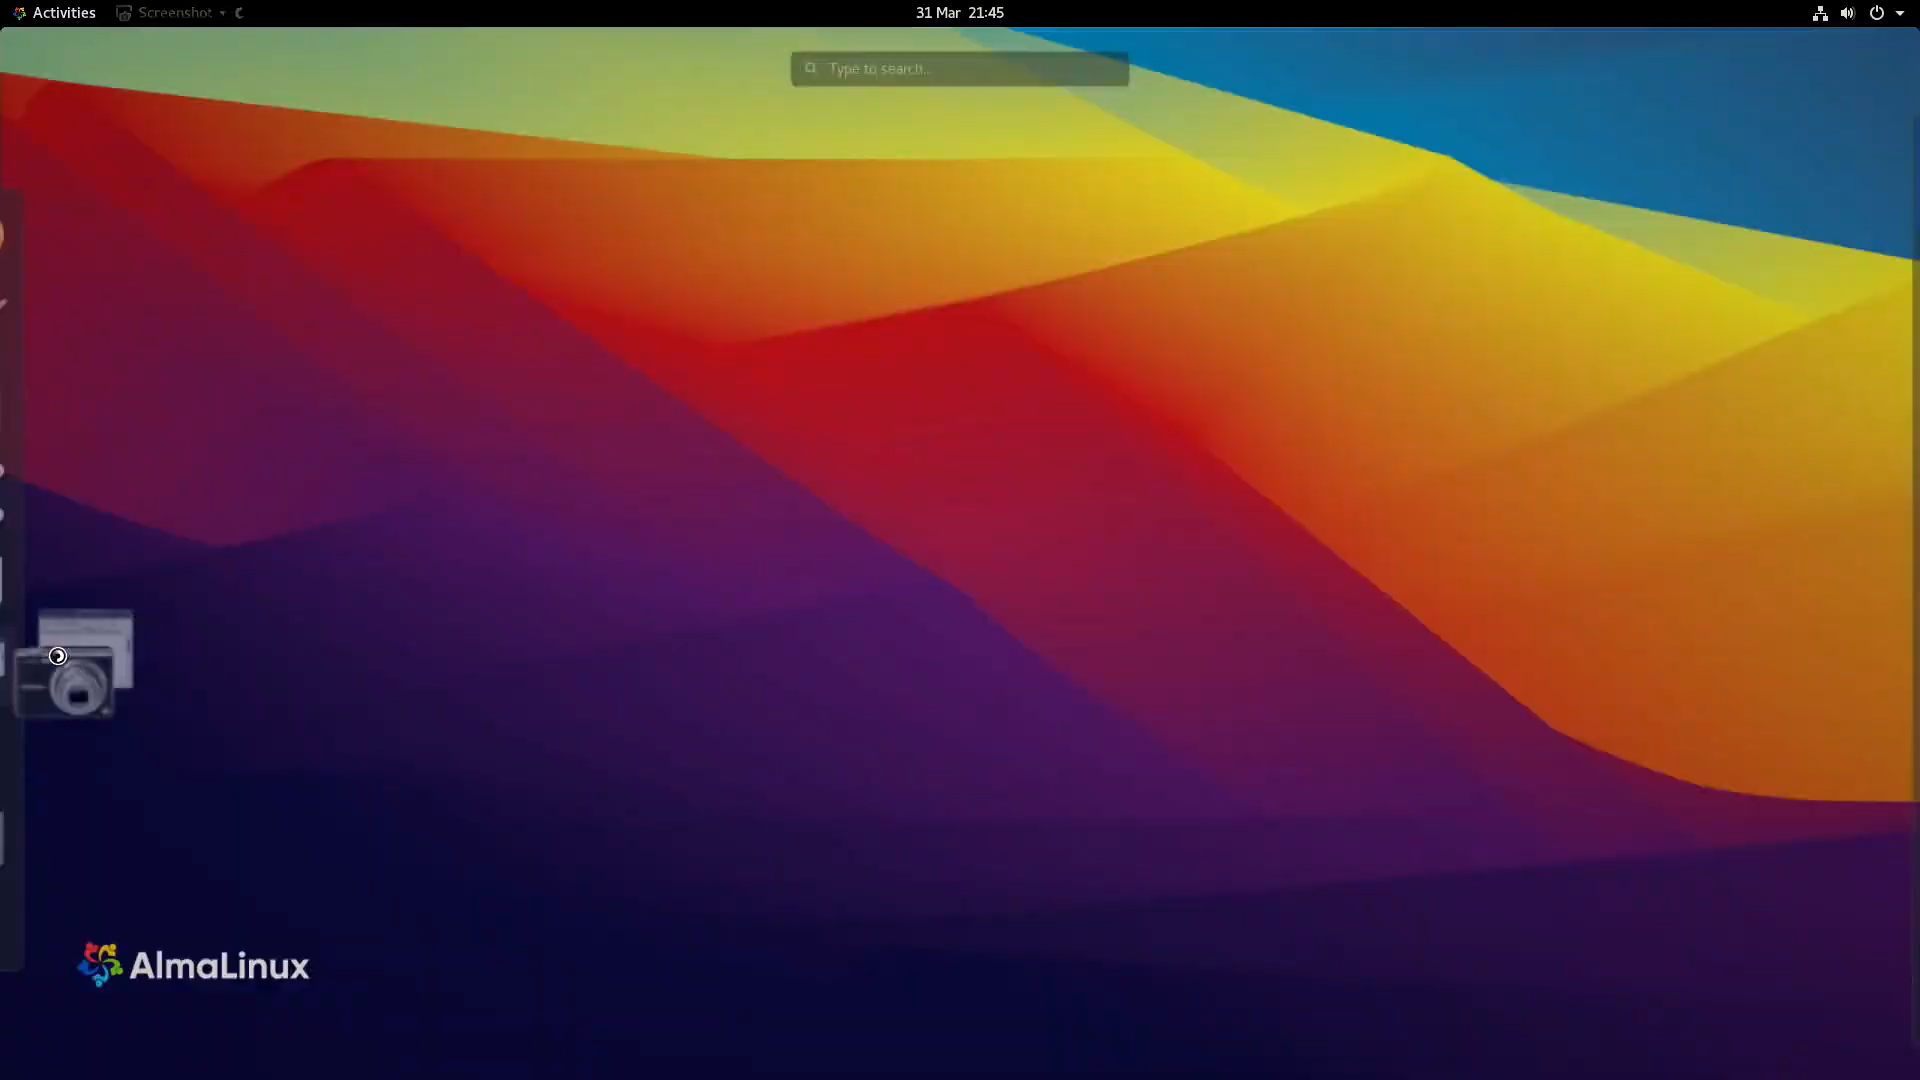 Activities
Screenshot
31 Mar 21:45
Type to search...
AlmaLinux